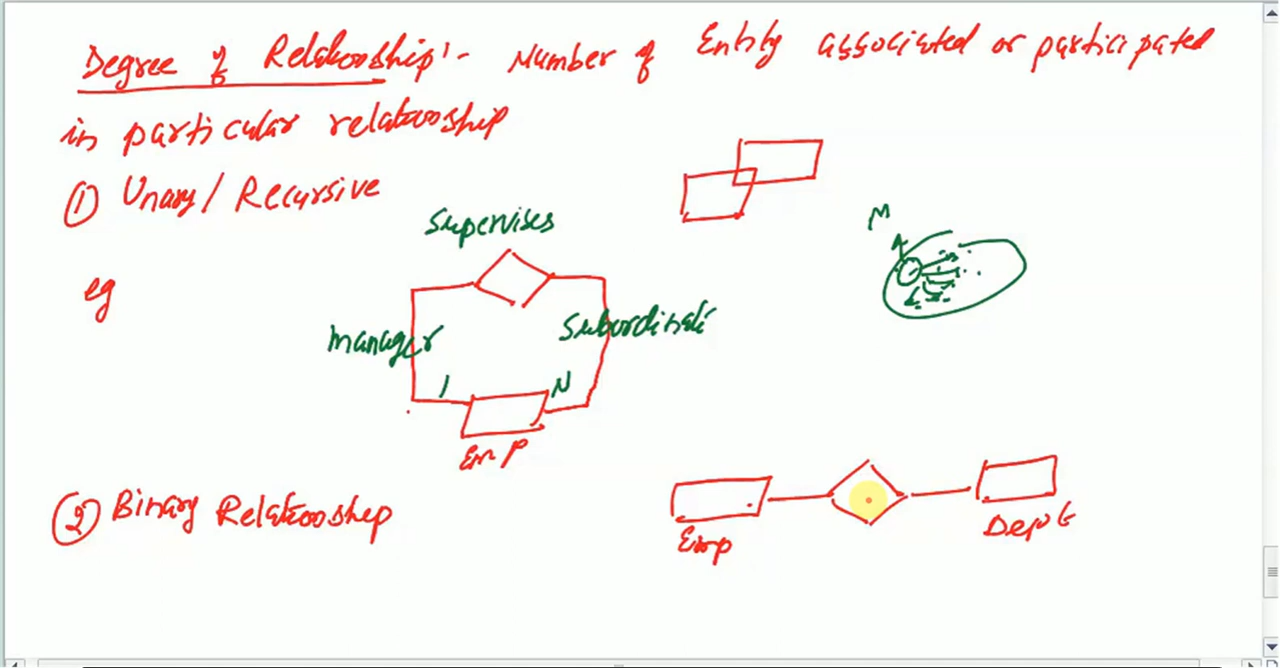 Degree of Relationship:- Number of Entity associated or participated
in particular relationship
① Unary / Recursive
Supervises
M
eg
manager
Subordinate
1
N
Emp
② Binary Relationship
Emp
Dept